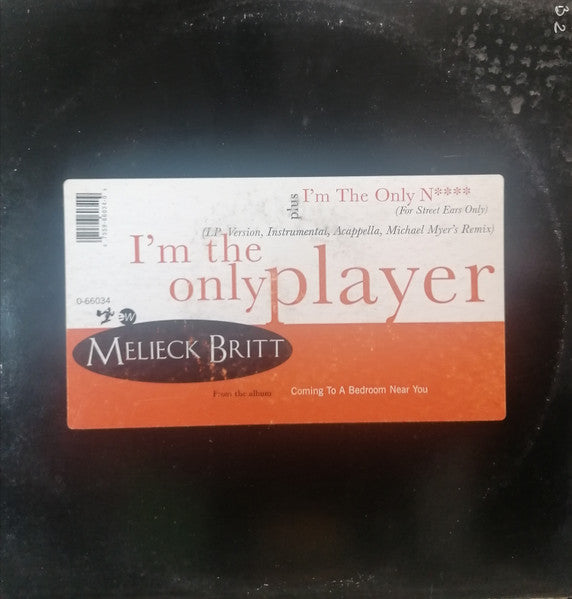 B 2
plus I'm The Only N****
(For Street Ears Only)
(LP Version, Instrumental, Acappella, Michael Myer's Remix)
I'm the
only player
0-66034
ew
MELIECK BRITT
From the album Coming To A Bedroom Near You